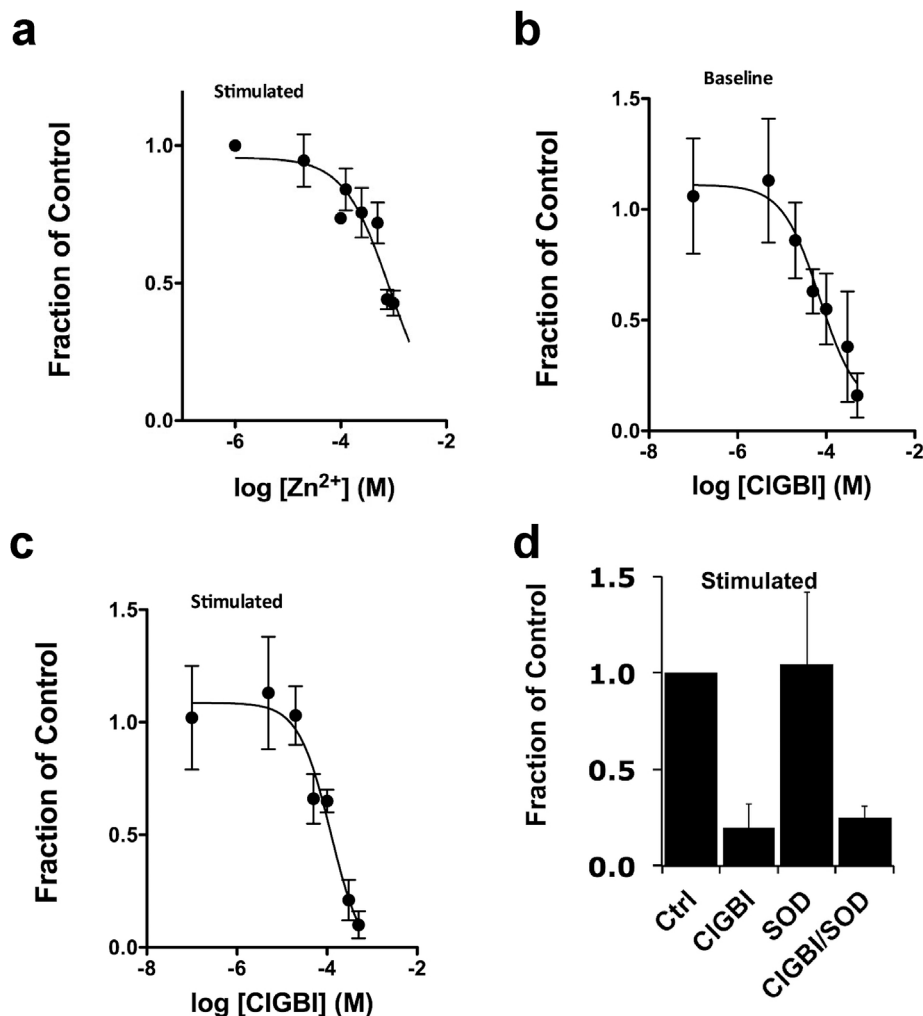 a
Stimulated
Fraction of Control
1.0
0.5
0.0
-6
-4
-2
log [Zn2+] (M)
b
Baseline
Fraction of Control
1.5
1.0
0.5
0.0
-8
-6
-4
-2
log [ClGBI] (M)
c
Stimulated
Fraction of Control
1.5
1.0
0.5
0.0
-8
-6
-4
-2
log [ClGBI] (M)
d
Stimulated
Fraction of Control
1.5
1.0
0.5
0.0
Ctrl
ClGBI
SOD
ClGBI/SOD